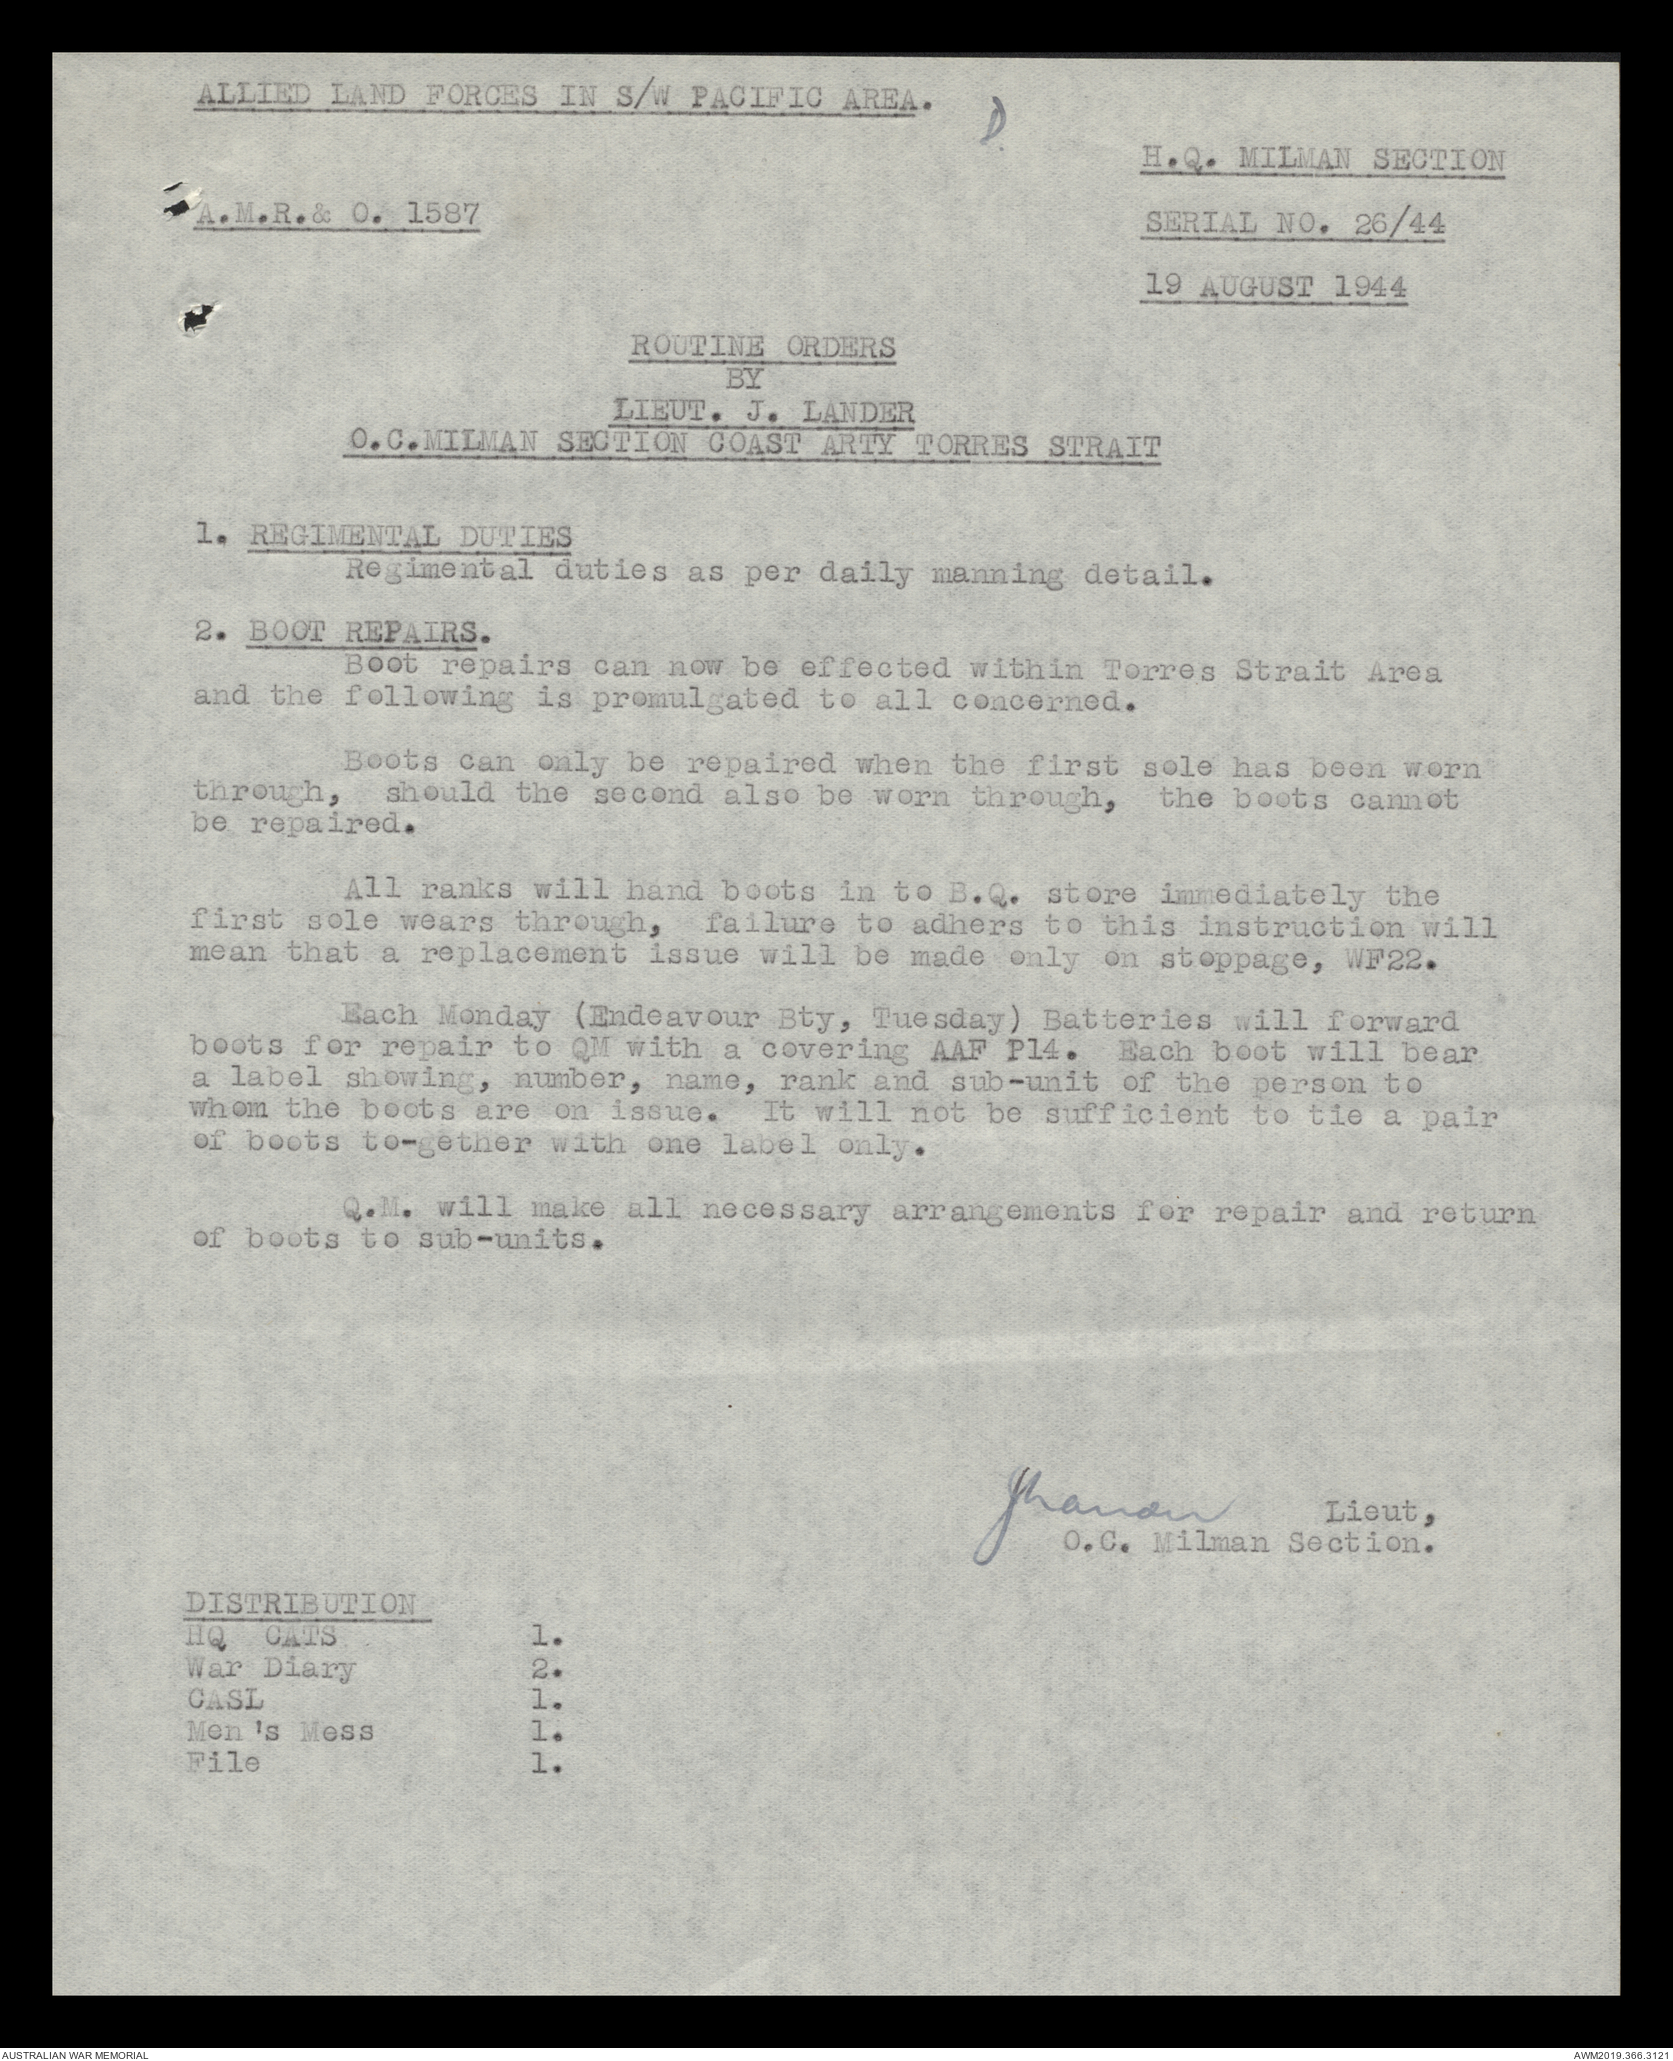 ALLIED LAND FORCES IN S/W PACIFIC AREA.
H.Q. MILMAN SECTION
A.M.R.& O. 1587
SERIAL NO. 26/44
19 AUGUST 1944
ROUTINE ORDERS
BY
LIEUT. J. LANDER
O.C.MILMAN SECTION COAST ARTY TORRES STRAIT
1. REGIMENTAL DUTIES
Regimental duties as per daily manning detail.
2. BOOT REPAIRS.
Boot repairs can now be effected within Torres Strait Area
and the following is promulgated to all concerned.
Boots can only be repaired when the first sole has been worn
through, should the second also be worn through, the boots cannot
be repaired.
All ranks will hand boots in to B.Q. store immediately the
first sole wears through, failure to adhers to this instruction will
mean that a replacement issue will be made only on stoppage, WF22.
Each Monday (Endeavour Bty, Tuesday) Batteries will forward
boots for repair to QM with a covering AAF P14. Each boot will bear
a label showing, number, name, rank and sub-unit of the person to
whom the boots are on issue. It will not be sufficient to tie a pair
of boots to-gether with one label only.
Q.M. will make all necessary arrangements for repair and return
of boots to sub-units.
JLander Lieut,
O.C. Milman Section.
DISTRIBUTION
HQ CATS 1.
War Diary 2.
CASL 1.
Men's Mess 1.
File 1.
AUSTRALIAN WAR MEMORIAL
AWM2019.366.3121